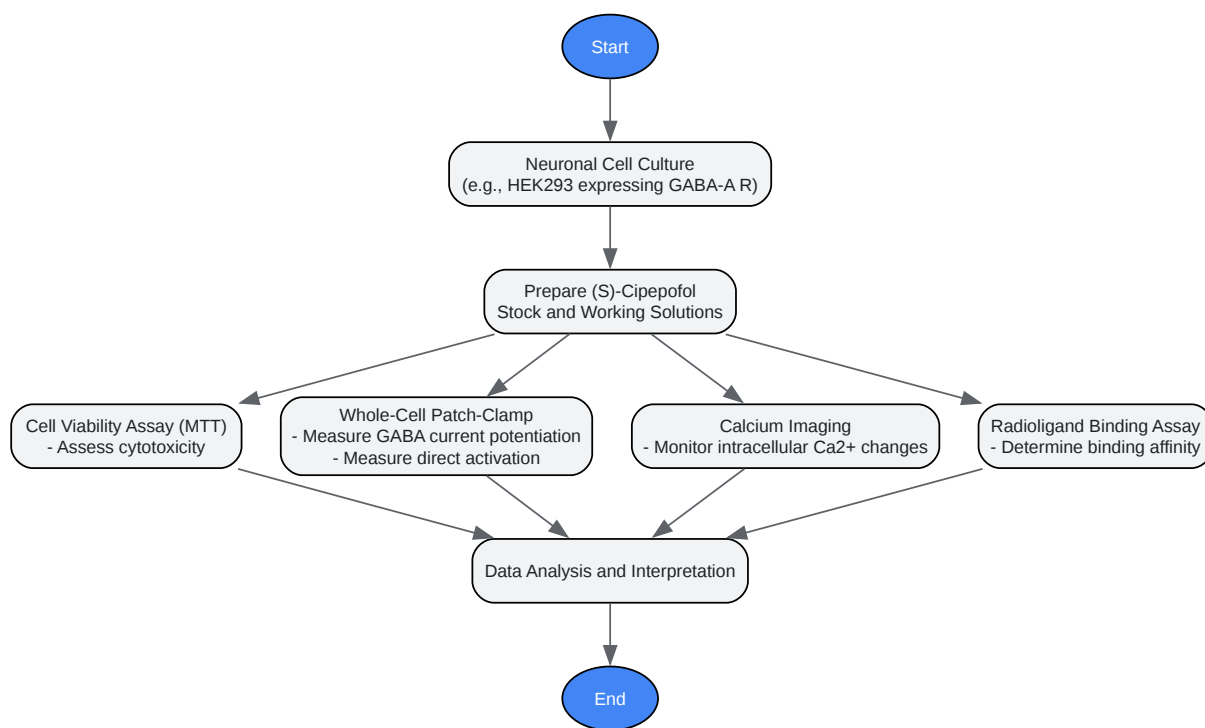 Start
Neuronal Cell Culture
(e.g., HEK293 expressing GABA-A R)
Prepare (S)-Cipepofol
Stock and Working Solutions
Cell Viability Assay (MTT)
- Assess cytotoxicity
Whole-Cell Patch-Clamp
- Measure GABA current potentiation
- Measure direct activation
Calcium Imaging
- Monitor intracellular Ca2+ changes
Radioligand Binding Assay
- Determine binding affinity
Data Analysis and Interpretation
End